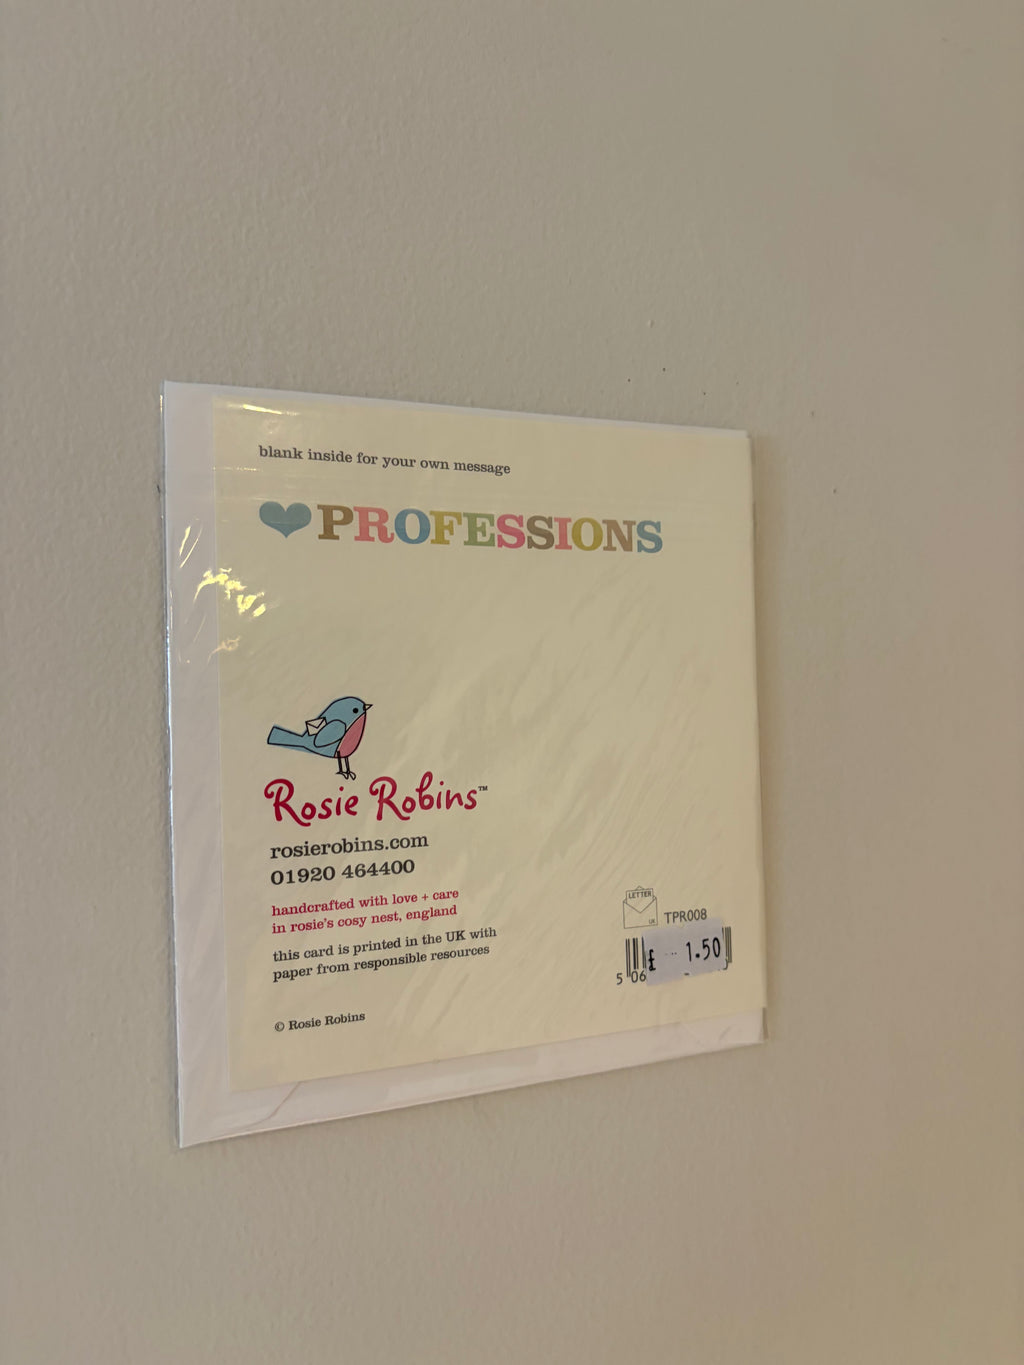 blank inside for your own message
PROFESSIONS
Rosie Robins™
rosierobins.com
01920 464400
handcrafted with love + care
in rosie's cosy nest, england
this card is printed in the UK with
paper from responsible resources
© Rosie Robins
LETTER
UK
TPR008
£ 1.50
5 06